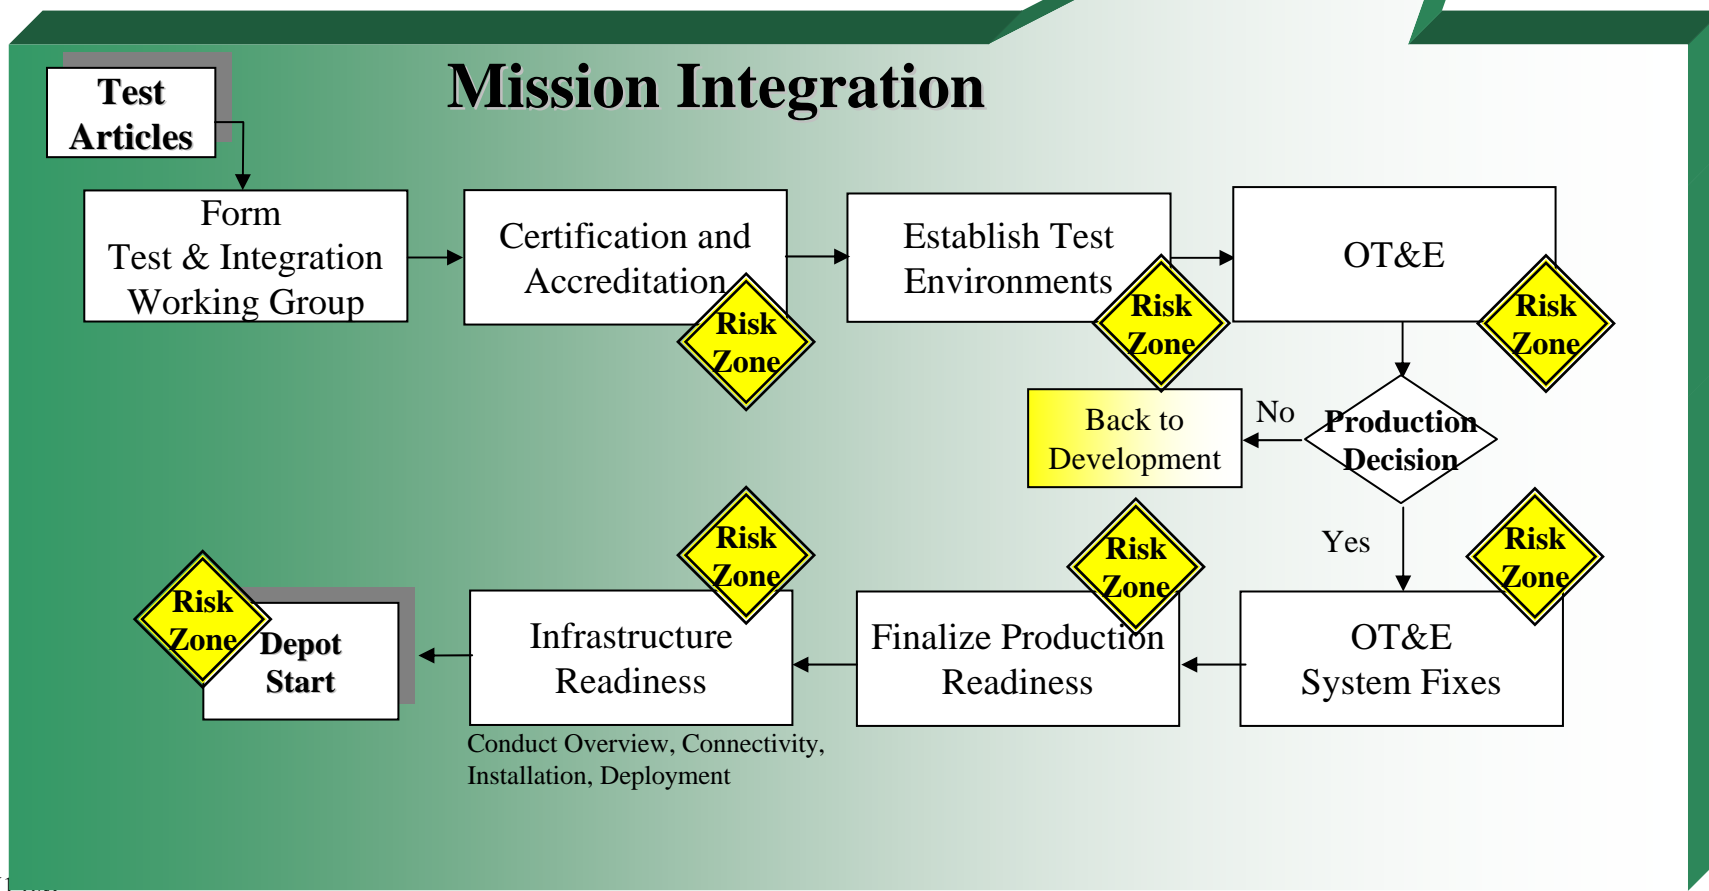 Mission Integration
Test
Articles
Form
Test & Integration
Working Group
Certification and
Accreditation
Risk
Zone
Establish Test
Environments
Risk
Zone
OT&E
Risk
Zone
Production
Decision
No
Back to
Development
Yes
OT&E
System Fixes
Risk
Zone
Finalize Production
Readiness
Risk
Zone
Infrastructure
Readiness
Risk
Zone
Conduct Overview, Connectivity,
Installation, Deployment
Depot
Start
Risk
Zone